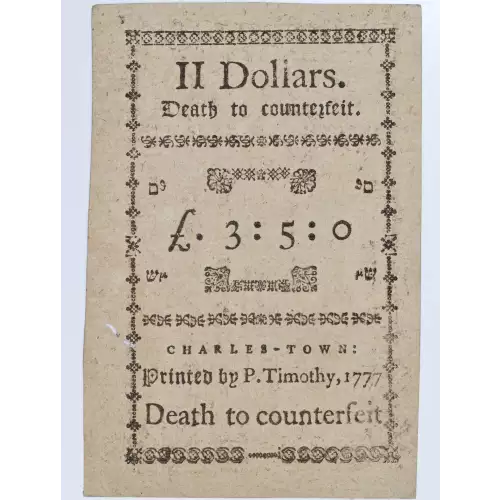 II Dollars.
Death to counterfeit.
£. 3 : 5 : 0
CHARLES-TOWN:
Printed by P. Timothy, 1777
Death to counterfeit